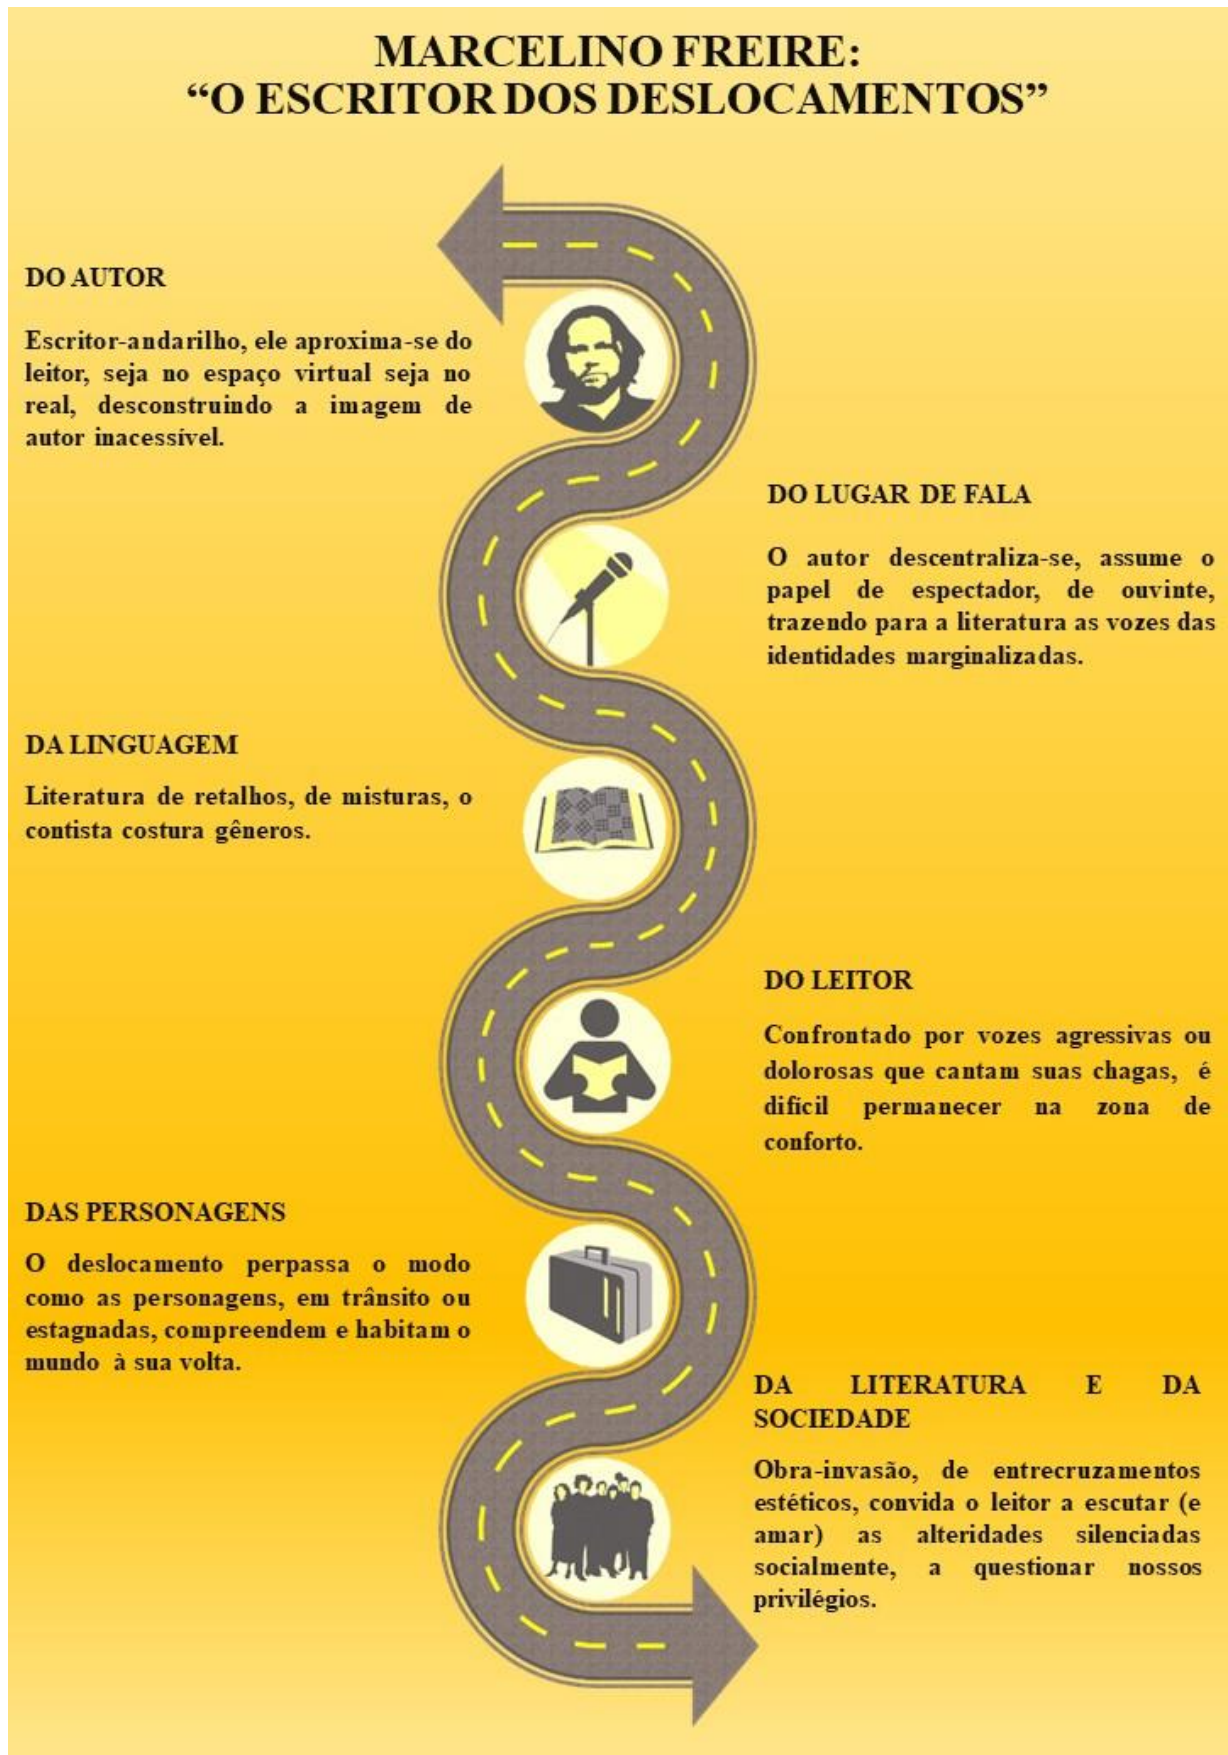 MARCELINO FREIRE:
“O ESCRITOR DOS DESLOCAMENTOS”
DO AUTOR
Escritor-andarilho, ele aproxima-se do
leitor, seja no espaço virtual seja no
real, desconstruindo a imagem de
autor inacessível.
DO LUGAR DE FALA
O autor descentraliza-se, assume o
papel de espectador, de ouvinte,
trazendo para a literatura as vozes das
identidades marginalizadas.
DA LINGUAGEM
Literatura de retalhos, de misturas, o
contista costura gêneros.
DO LEITOR
Confrontado por vozes agressivas ou
dolorosas que cantam suas chagas, é
difícil permanecer na zona de
conforto.
DAS PERSONAGENS
O deslocamento perpassa o modo
como as personagens, em trânsito ou
estagnadas, compreendem e habitam o
mundo à sua volta.
DA LITERATURA E DA
SOCIEDADE
Obra-invasão, de entrecruzamentos
estéticos, convida o leitor a escutar (e
amar) as alteridades silenciadas
socialmente, a questionar nossos
privilégios.